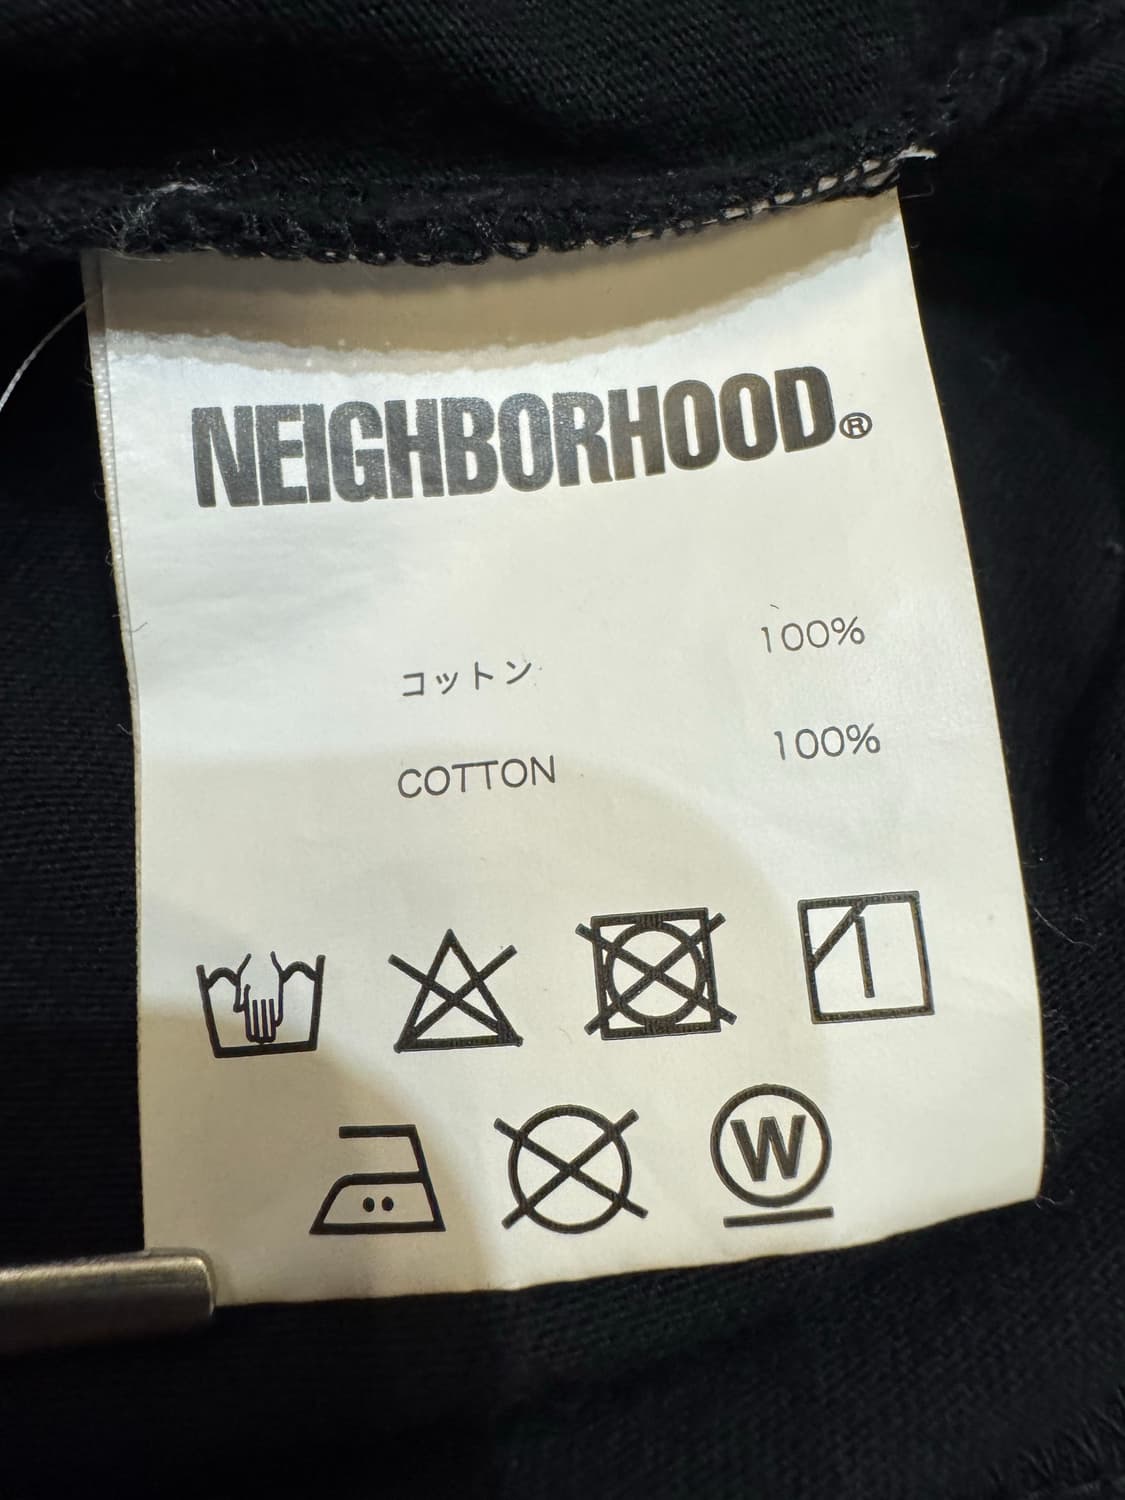 NEIGHBORHOOD®
コットン 100%
COTTON 100%
W